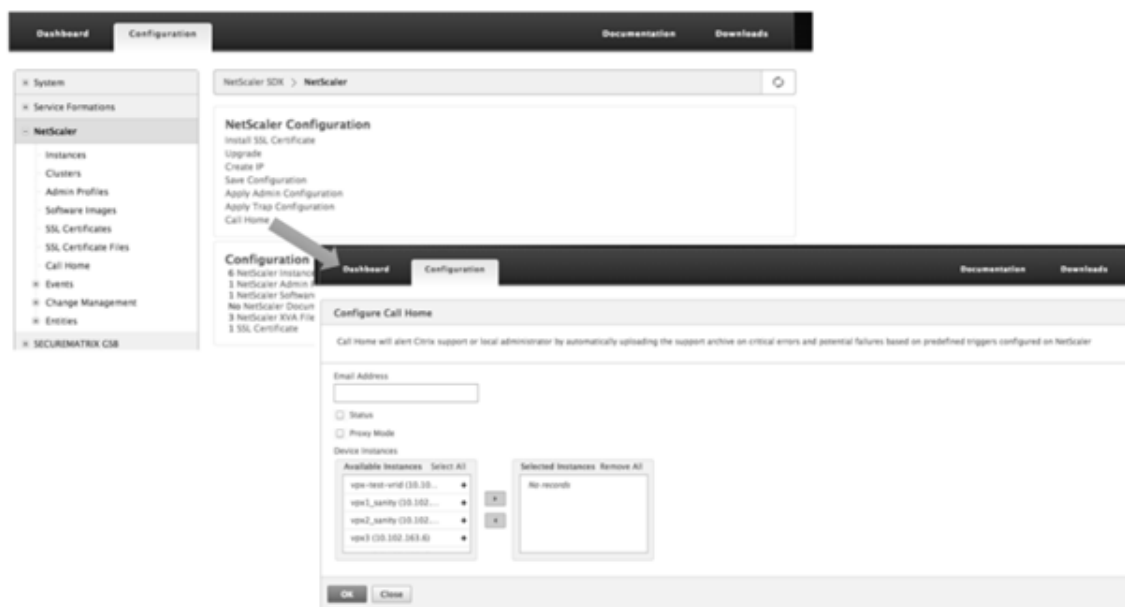 Dashboard
Configuration
Documentation
Downloads
System
Service Formations
NetScaler
Instances
Clusters
Admin Profiles
Software Images
SSL Certificates
SSL Certificate Files
Call Home
Events
Change Management
Entities
SECUREMATRIX GSB
NetScaler SDX > NetScaler
NetScaler Configuration
Install SSL Certificate
Upgrade
Create IP
Save Configuration
Apply Admin Configuration
Apply Trap Configuration
Call Home
Configuration
6 NetScaler Instance
1 NetScaler Admin
1 NetScaler Software
No NetScaler Docum
3 NetScaler XVA File
1 SSL Certificate
Dashboard
Configuration
Documentation
Downloads
Configure Call Home
Call Home will alert Citrix support or local administrator by automatically uploading the support archive on critical errors and potential failures based on predefined triggers configured on NetScaler
Email Address
Status
Proxy Mode
Device Instances
Available Instances Select All
vpx-test-vrid (10.10...
vpx1_sanity (10.102....
vpx2_sanity (10.102....
vpx3 (10.102.163.6)
Selected Instances Remove All
No records
OK
Close